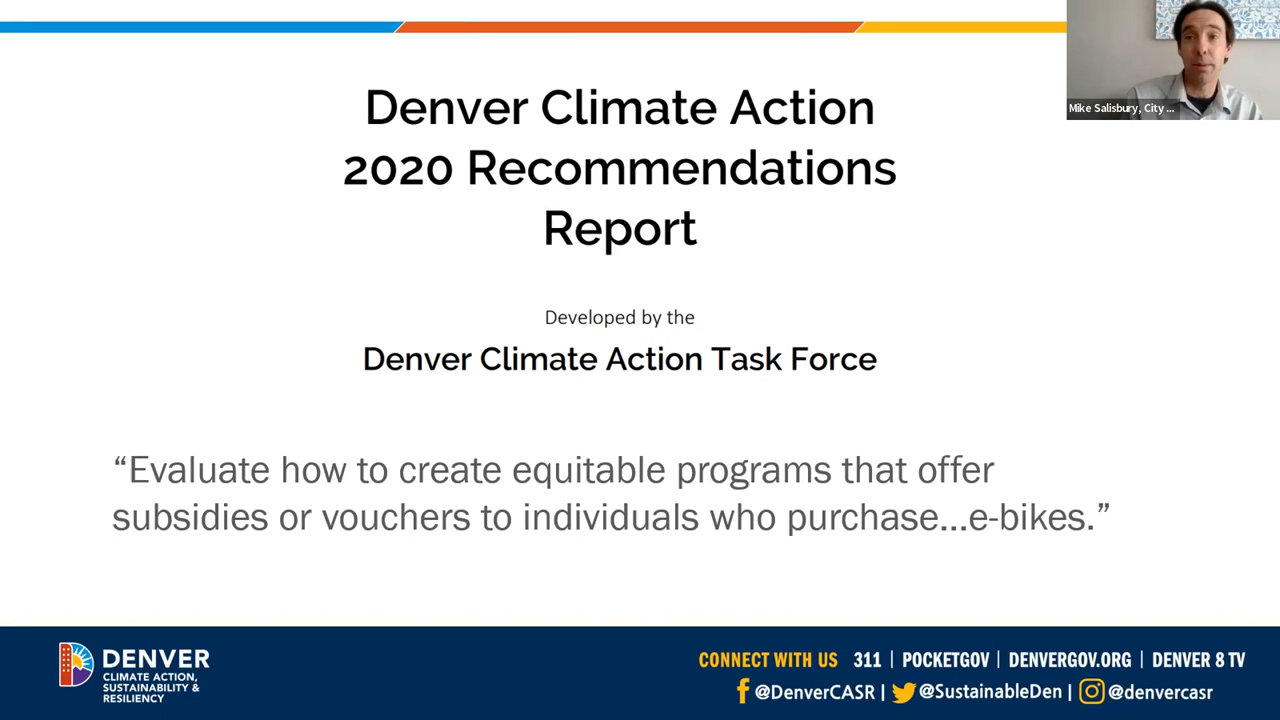 Mike Salisbury, City ...
Denver Climate Action
2020 Recommendations
Report
Developed by the
Denver Climate Action Task Force
“Evaluate how to create equitable programs that offer
subsidies or vouchers to individuals who purchase...e-bikes.”
DENVER
CLIMATE ACTION,
SUSTAINABILITY &
RESILIENCY
CONNECT WITH US 311 | POCKETGOV | DENVERGOV.ORG | DENVER 8 TV
@DenverCASR | @SustainableDen | @denvercasr